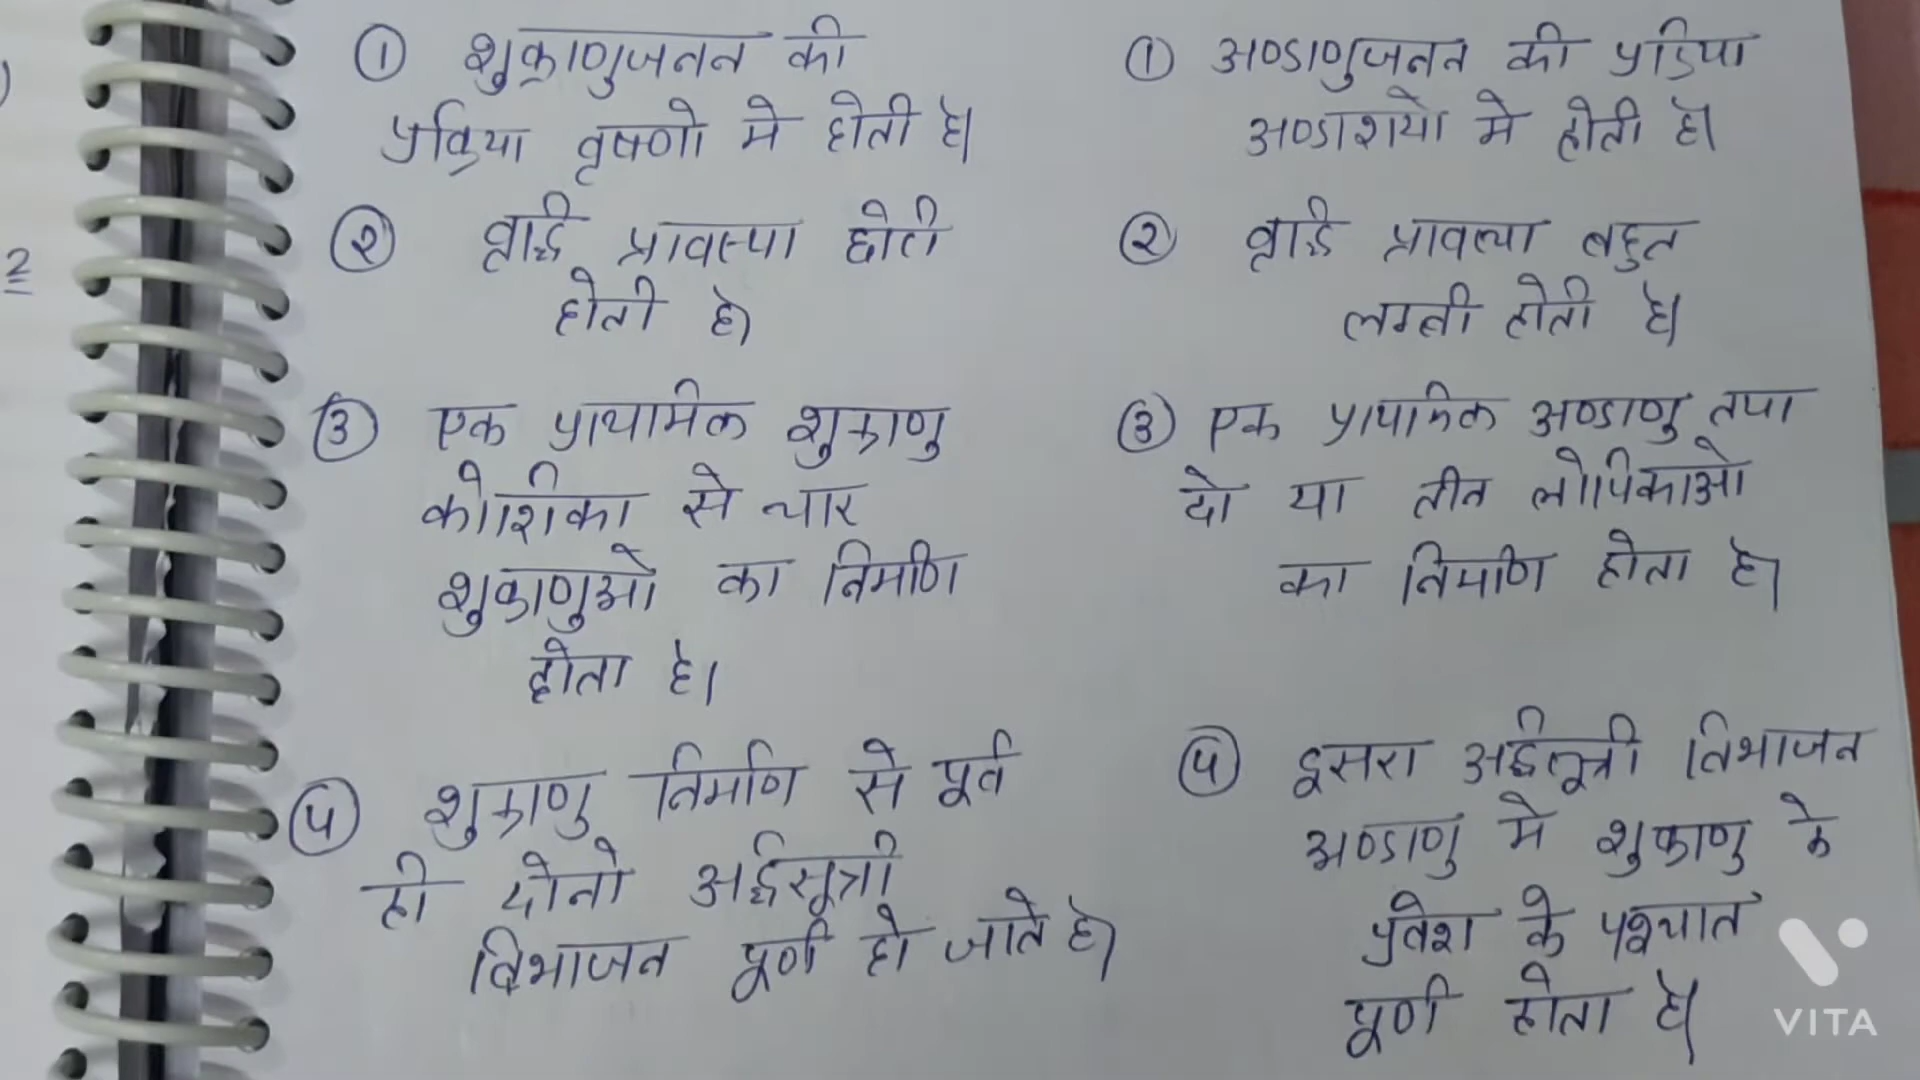 ① शुक्राणुजनन की
प्रक्रिया वृषणो मे होती है।
② वृद्धि प्रावस्था छोटी
होती है।
③ एक प्राथमिक शुक्राणु
कोशिका से चार
शुक्राणुओ का निर्माण
होता है।
④ शुक्राणु निर्माण से पूर्व
ही दोनो अर्द्धसूत्री
विभाजन पूर्ण हो जाते है।
① अण्डाणुजनन की प्रक्रिया
अण्डाशयो मे होती है।
② वृद्धि प्रावस्था बहुत
लम्बी होती है।
③ एक प्राथमिक अण्डाणु तथा
दो या तीन लोपिकाओ
का निर्माण होता है।
④ दूसरा अर्द्धसूत्री विभाजन
अण्डाणु मे शुक्राणु के
प्रवेश के पश्चात
पूर्ण होता है।
2
VITA